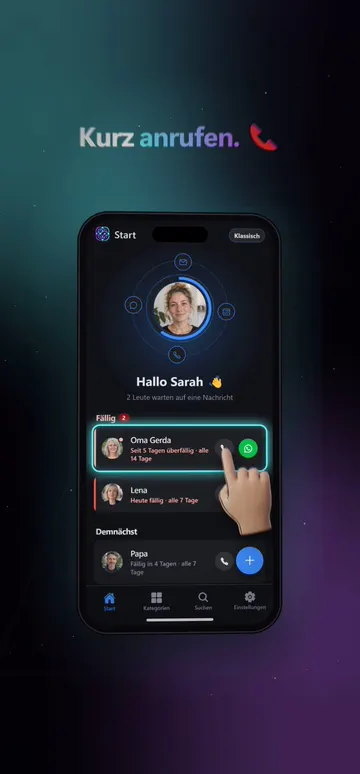 Kurz anrufen.
Start
Klassisch
Hallo Sarah
2 Leute warten auf eine Nachricht
Fällig 2
Oma Gerda
Seit 5 Tagen überfällig · alle
14 Tage
Lena
Heute fällig · alle 7 Tage
Demnächst
Papa
Fällig in 4 Tagen · alle 7
Tage
Start
Kategorien
Suchen
Einstellungen